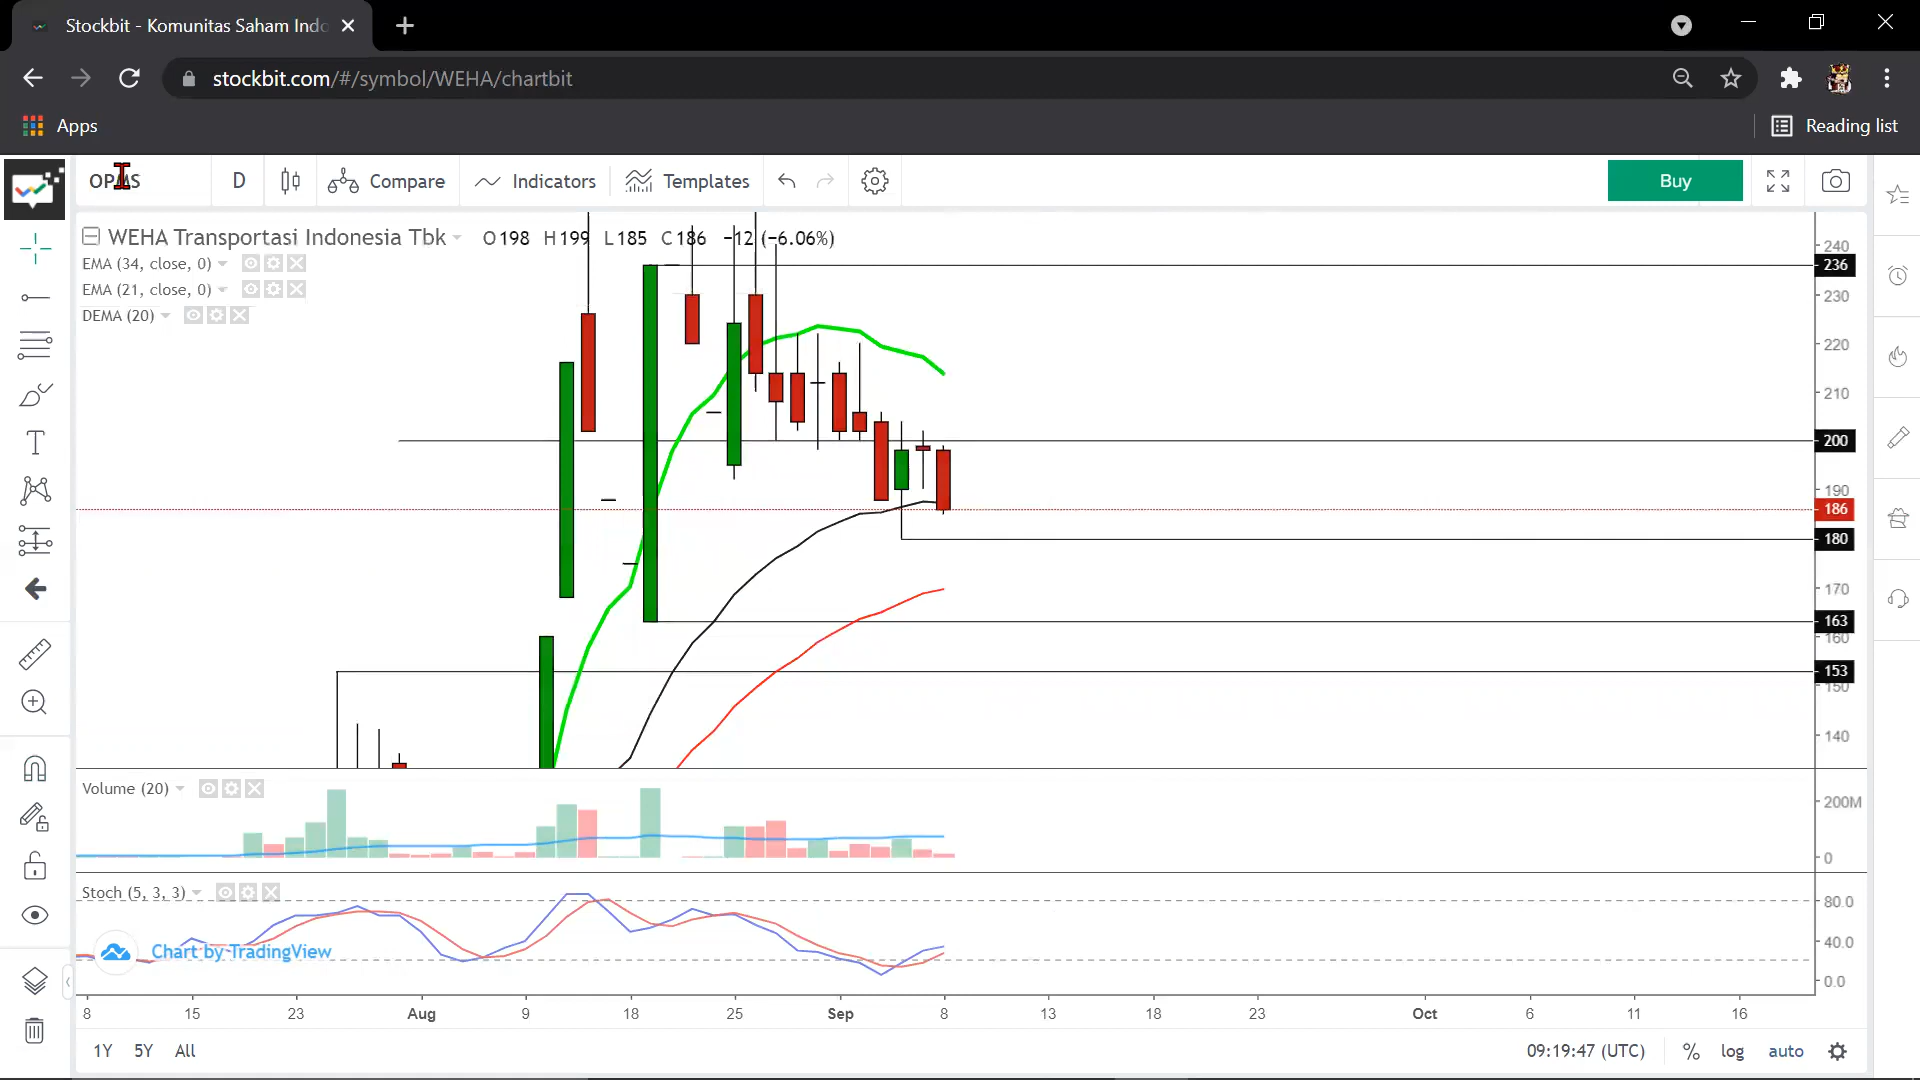 Stockbit - Komunitas Saham Indo
stockbit.com/#/symbol/WEHA/chartbit
Apps
Reading list
OPMS
D
Compare
Indicators
Templates
Buy
WEHA Transportasi Indonesia Tbk O198 H199 L185 C186 -12 (-6.06%)
EMA (34, close, 0)
EMA (21, close, 0)
DEMA (20)
240
236
230
220
210
200
190
186
180
170
163
160
153
150
140
Volume (20)
200M
0
Stoch (5, 3, 3)
80.0
40.0
0.0
Chart by TradingView
8 15 23 Aug 9 18 25 Sep 8 13 18 23 Oct 6 11 16
1Y 5Y All
09:19:47 (UTC) % log auto